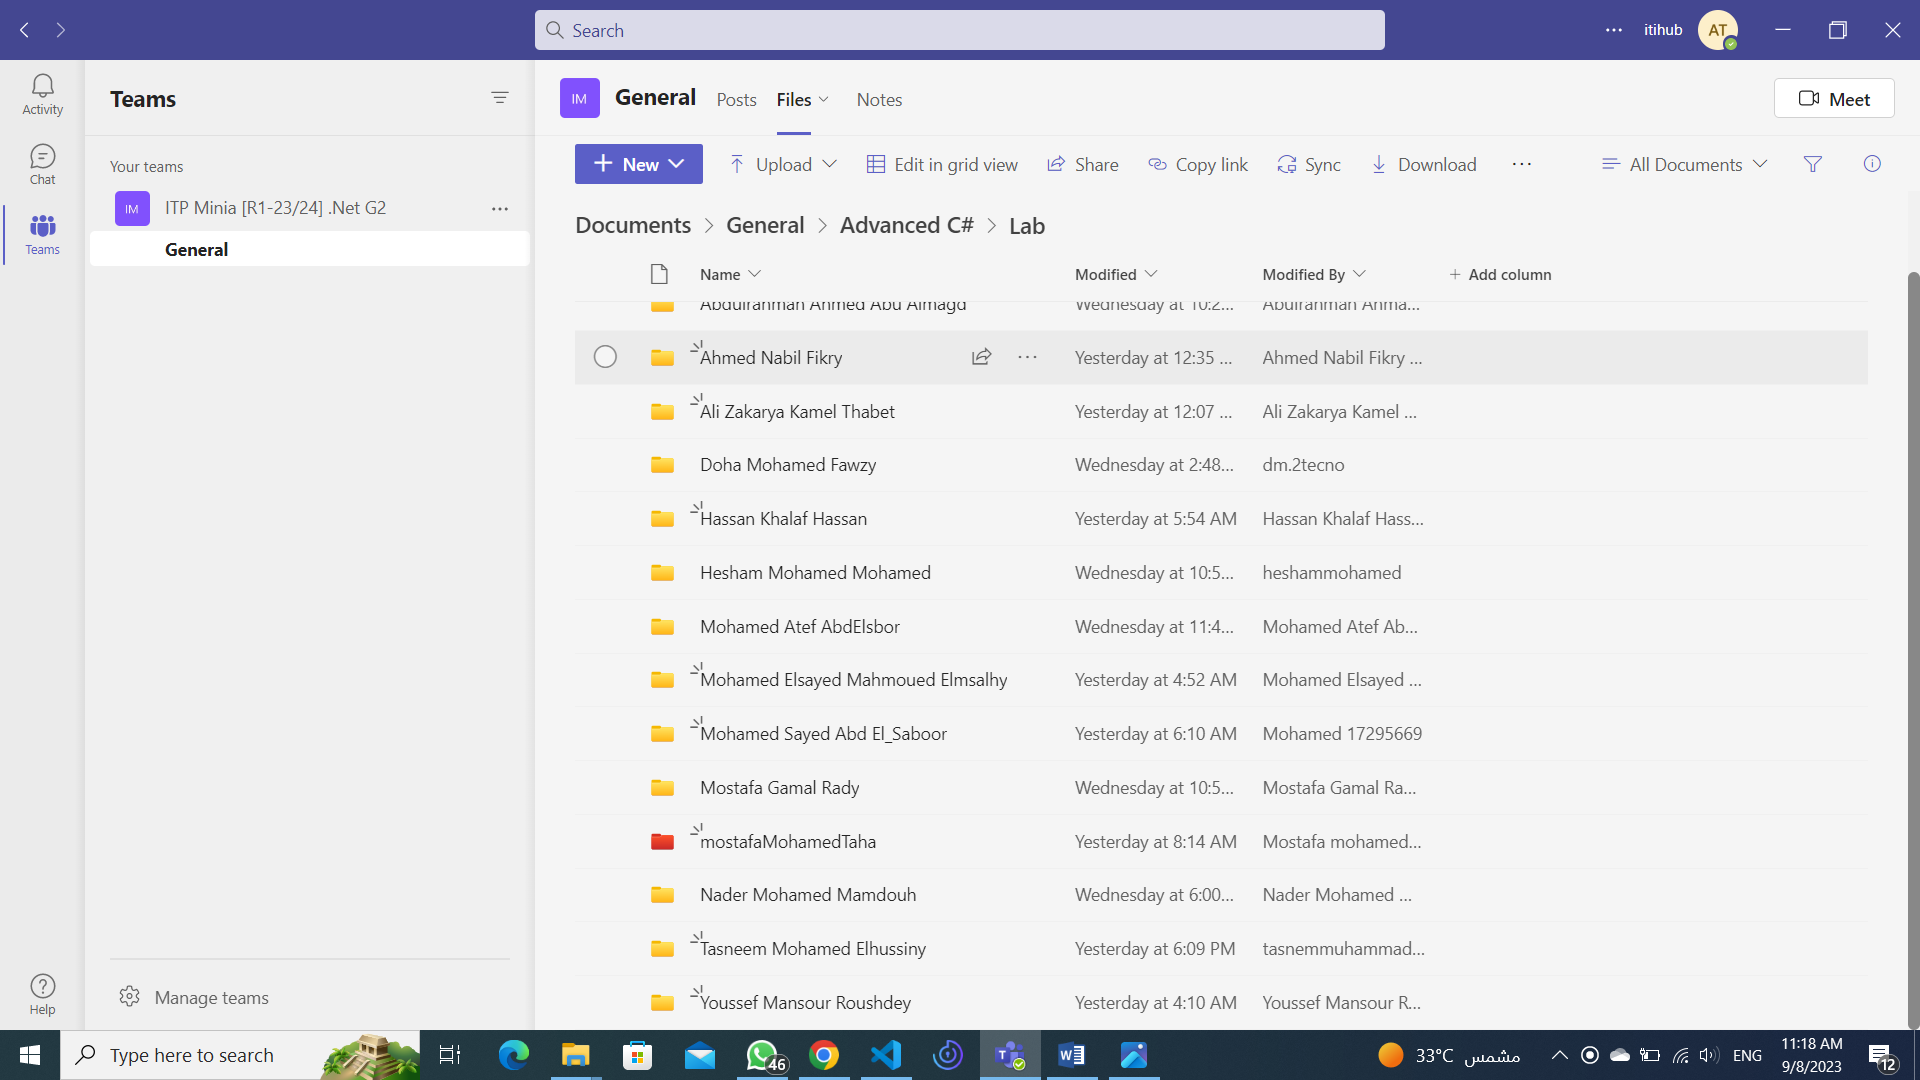 Search
itihub
AT
Activity
Chat
Teams
Help
Teams
Your teams
IM
ITP Minia [R1-23/24] .Net G2
General
Manage teams
IM
General
Posts
Files
Notes
Meet
New
Upload
Edit in grid view
Share
Copy link
Sync
Download
All Documents
Documents > General > Advanced C# > Lab
Name Modified Modified By + Add column
Abdulrahman Ahmed Abu Almagd Wednesday at 10:2... Abulrahman Ahma...
Ahmed Nabil Fikry Yesterday at 12:35 ... Ahmed Nabil Fikry ...
Ali Zakarya Kamel Thabet Yesterday at 12:07 ... Ali Zakarya Kamel ...
Doha Mohamed Fawzy Wednesday at 2:48... dm.2tecno
Hassan Khalaf Hassan Yesterday at 5:54 AM Hassan Khalaf Hass...
Hesham Mohamed Mohamed Wednesday at 10:5... heshammohamed
Mohamed Atef AbdElsbor Wednesday at 11:4... Mohamed Atef Ab...
Mohamed Elsayed Mahmoued Elmsalhy Yesterday at 4:52 AM Mohamed Elsayed ...
Mohamed Sayed Abd El_Saboor Yesterday at 6:10 AM Mohamed 17295669
Mostafa Gamal Rady Wednesday at 10:5... Mostafa Gamal Ra...
mostafaMohamedTaha Yesterday at 8:14 AM Mostafa mohamed...
Nader Mohamed Mamdouh Wednesday at 6:00... Nader Mohamed ...
Tasneem Mohamed Elhussiny Yesterday at 6:09 PM tasnemmuhammad...
Youssef Mansour Roushdey Yesterday at 4:10 AM Youssef Mansour R...
Type here to search
46
33°C مشمس
ENG
11:18 AM
9/8/2023
12